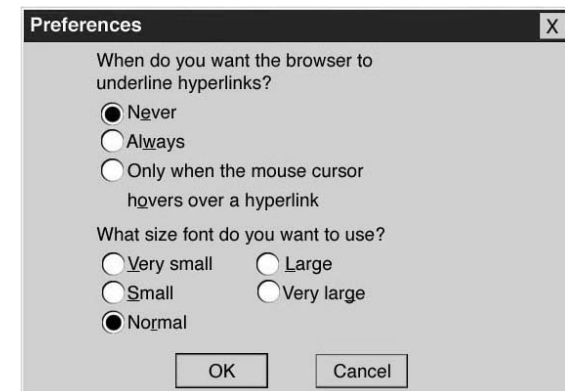 Preferences X
When do you want the browser to
underline hyperlinks?
Never
Always
Only when the mouse cursor
hovers over a hyperlink
What size font do you want to use?
Very small Large
Small Very large
Normal
OK Cancel